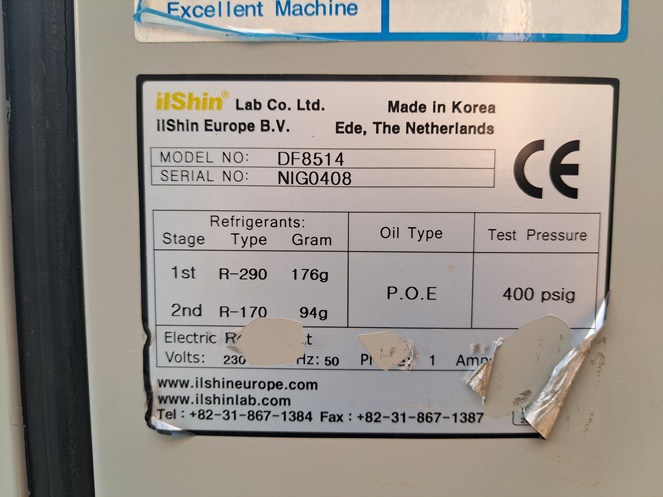 Excellent Machine
ilShin® Lab Co. Ltd. Made in Korea
ilShin Europe B.V. Ede, The Netherlands
MODEL NO: DF8514
SERIAL NO: NIG0408
CE
Refrigerants:
Stage Type Gram Oil Type Test Pressure
1st R-290 176g
P.O.E 400 psig
2nd R-170 94g
Electric
Volts: 230 Hz: 50 1
www.ilshineurope.com
www.ilshinlab.com
Tel : +82-31-867-1384 Fax : +82-31-867-1387